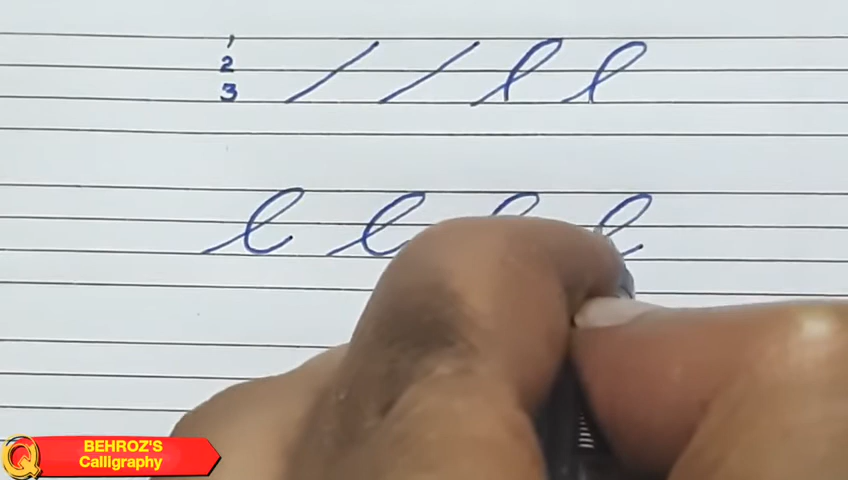 1
2 / / l l
3
l l l l
BEHROZ'S
Calligraphy